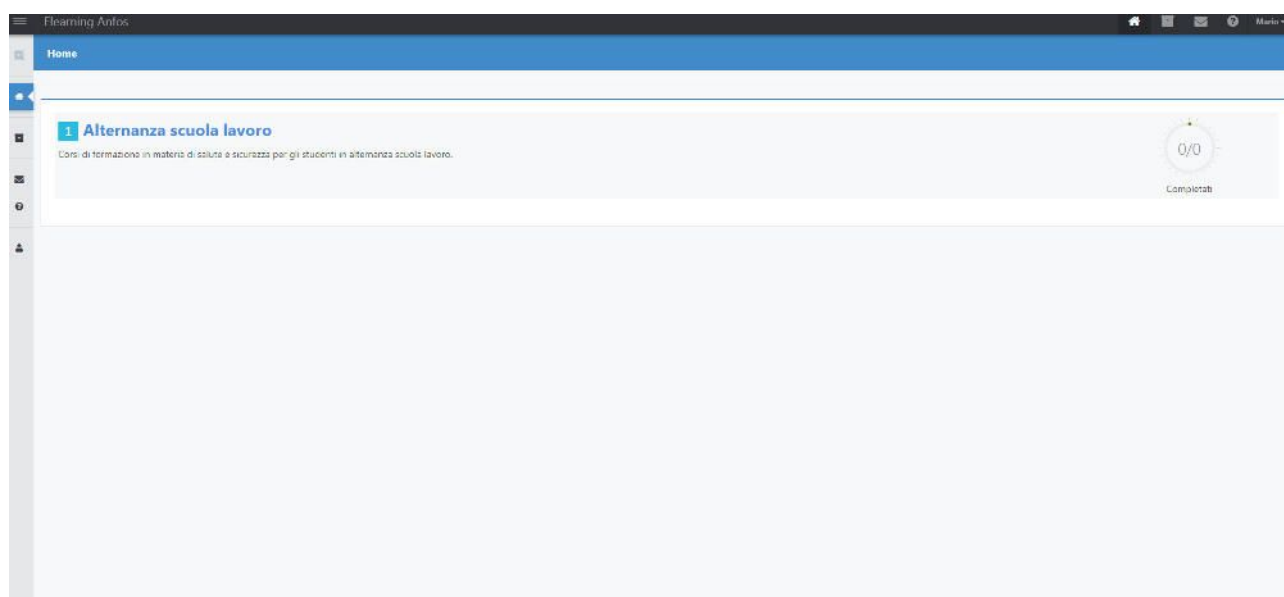 Elearning Anfos
Mario
Home
1 Alternanza scuola lavoro
Corsi di formazione in materia di salute e sicurezza per gli studenti in alternanza scuola lavoro.
0/0
Completati